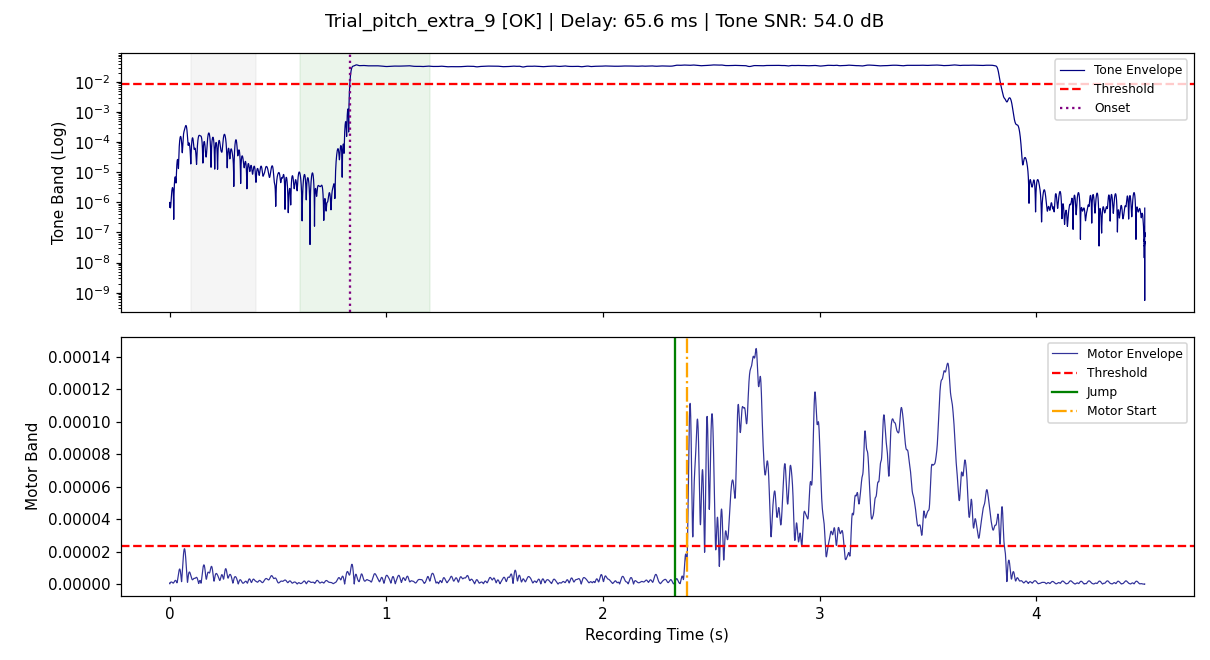 Trial_pitch_extra_9 [OK] | Delay: 65.6 ms | Tone SNR: 54.0 dB
Tone Band (Log)
10⁻²
10⁻³
10⁻⁴
10⁻⁵
10⁻⁶
10⁻⁷
10⁻⁸
10⁻⁹
Tone Envelope
Threshold
Onset
Motor Band
0.00014
0.00012
0.00010
0.00008
0.00006
0.00004
0.00002
0.00000
Motor Envelope
Threshold
Jump
Motor Start
0 1 2 3 4
Recording Time (s)